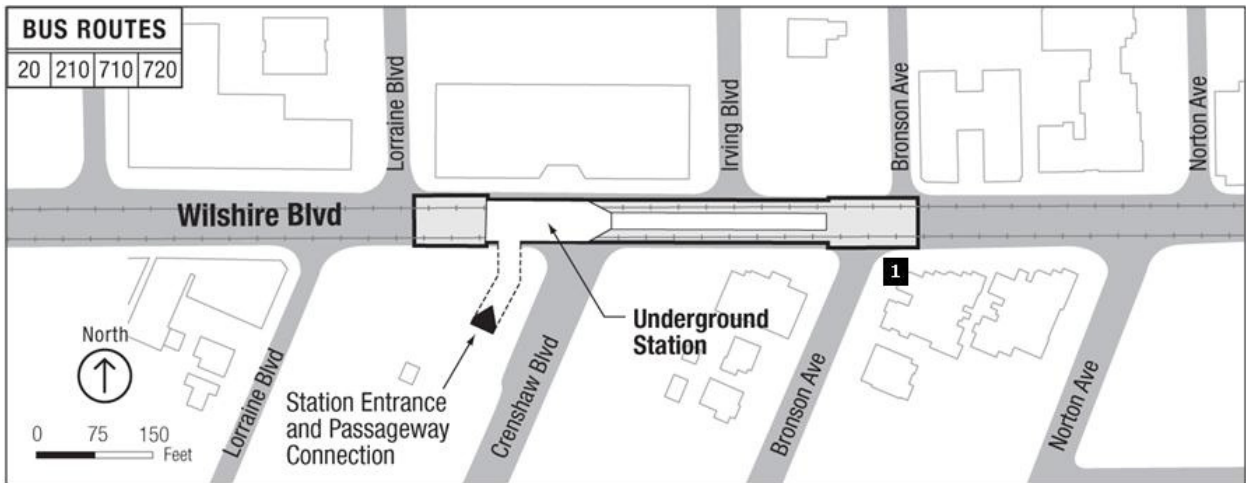 BUS ROUTES
20 210 710 720
Lorraine Blvd
Irving Blvd
Bronson Ave
Norton Ave
Wilshire Blvd
1
North
Underground
Station
Station Entrance
and Passageway
Connection
Lorraine Blvd
Crenshaw Blvd
Bronson Ave
Norton Ave
0 75 150
Feet